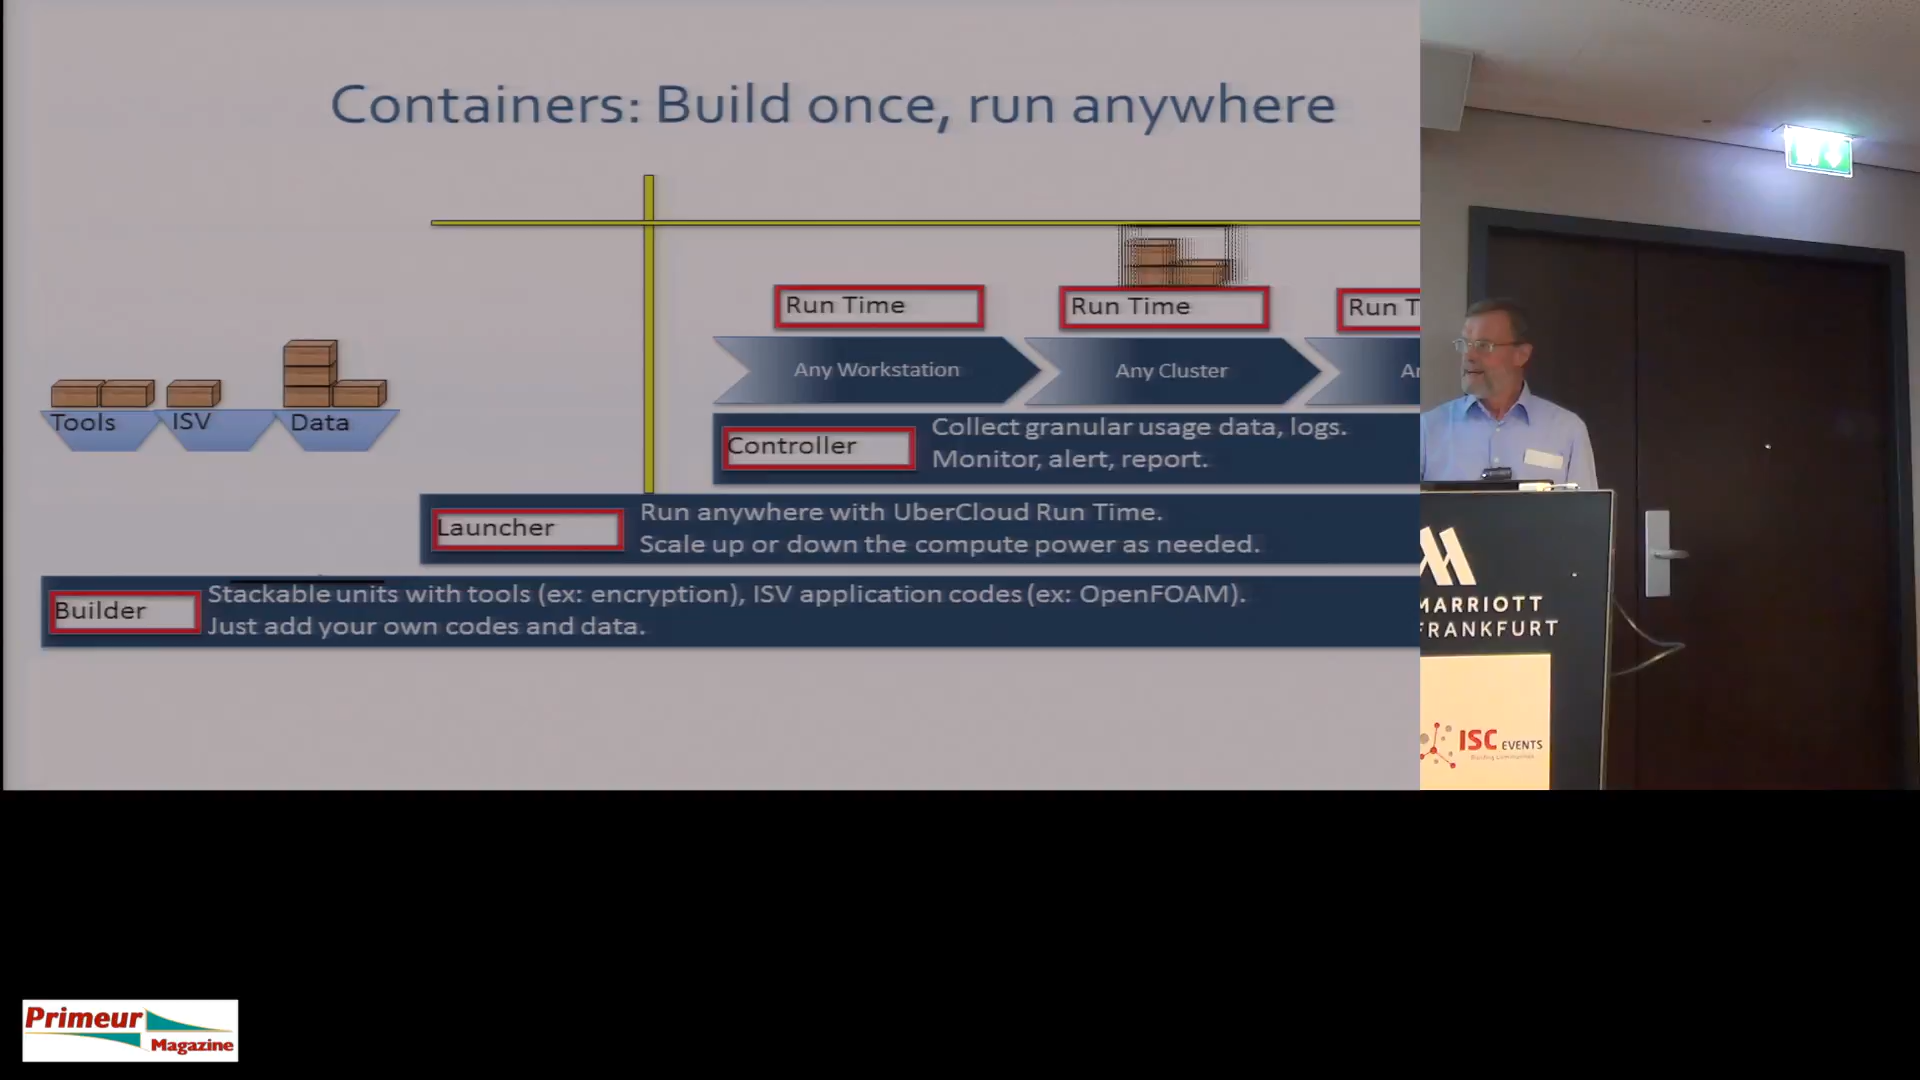 Containers: Build once, run anywhere
Run Time
Run Time
Run T
Any Workstation
Any Cluster
Tools
ISV
Data
Controller
Collect granular usage data, logs.
Monitor, alert, report.
Launcher
Run anywhere with UberCloud Run Time.
Scale up or down the compute power as needed.
Builder
Stackable units with tools (ex: encryption), ISV application codes (ex: OpenFOAM).
Just add your own codes and data.
MARRIOTT
FRANKFURT
ISC EVENTS
Primeur
Magazine